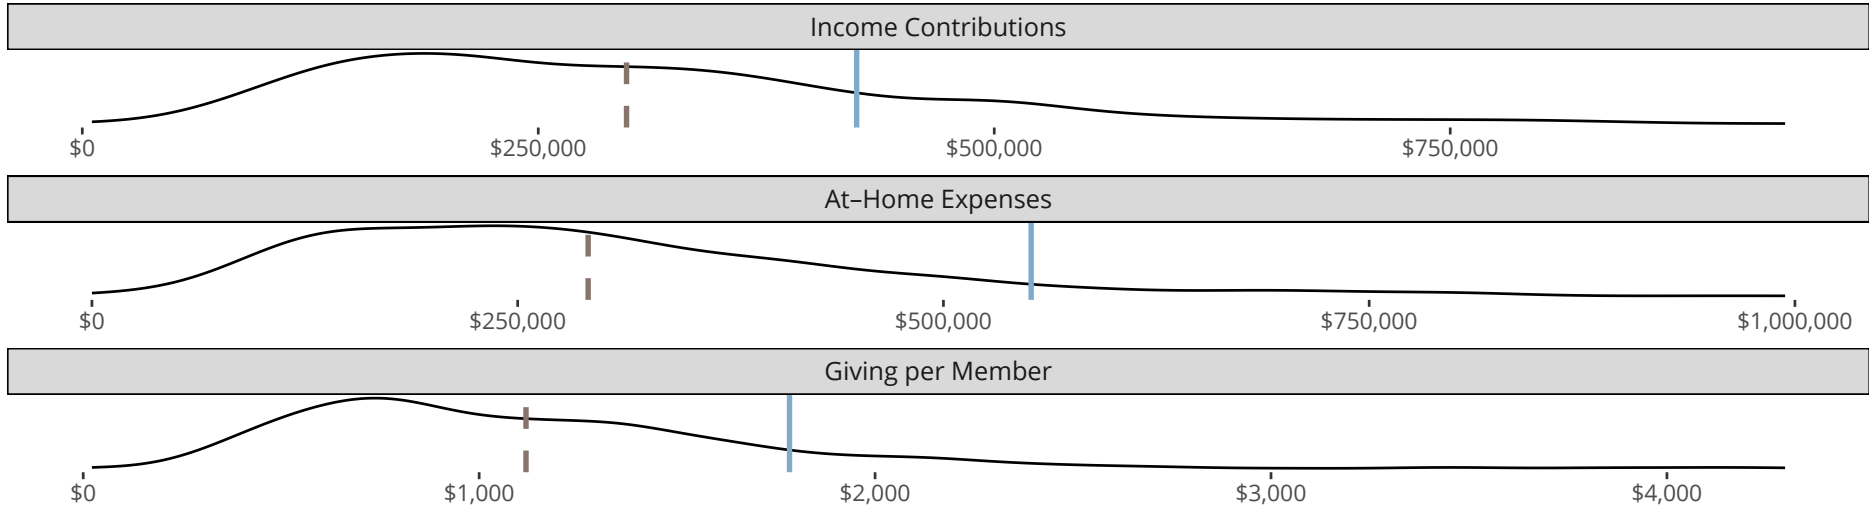 Income Contributions
$0 $250,000 $500,000 $750,000
At–Home Expenses
$0 $250,000 $500,000 $750,000 $1,000,000
Giving per Member
$0 $1,000 $2,000 $3,000 $4,000